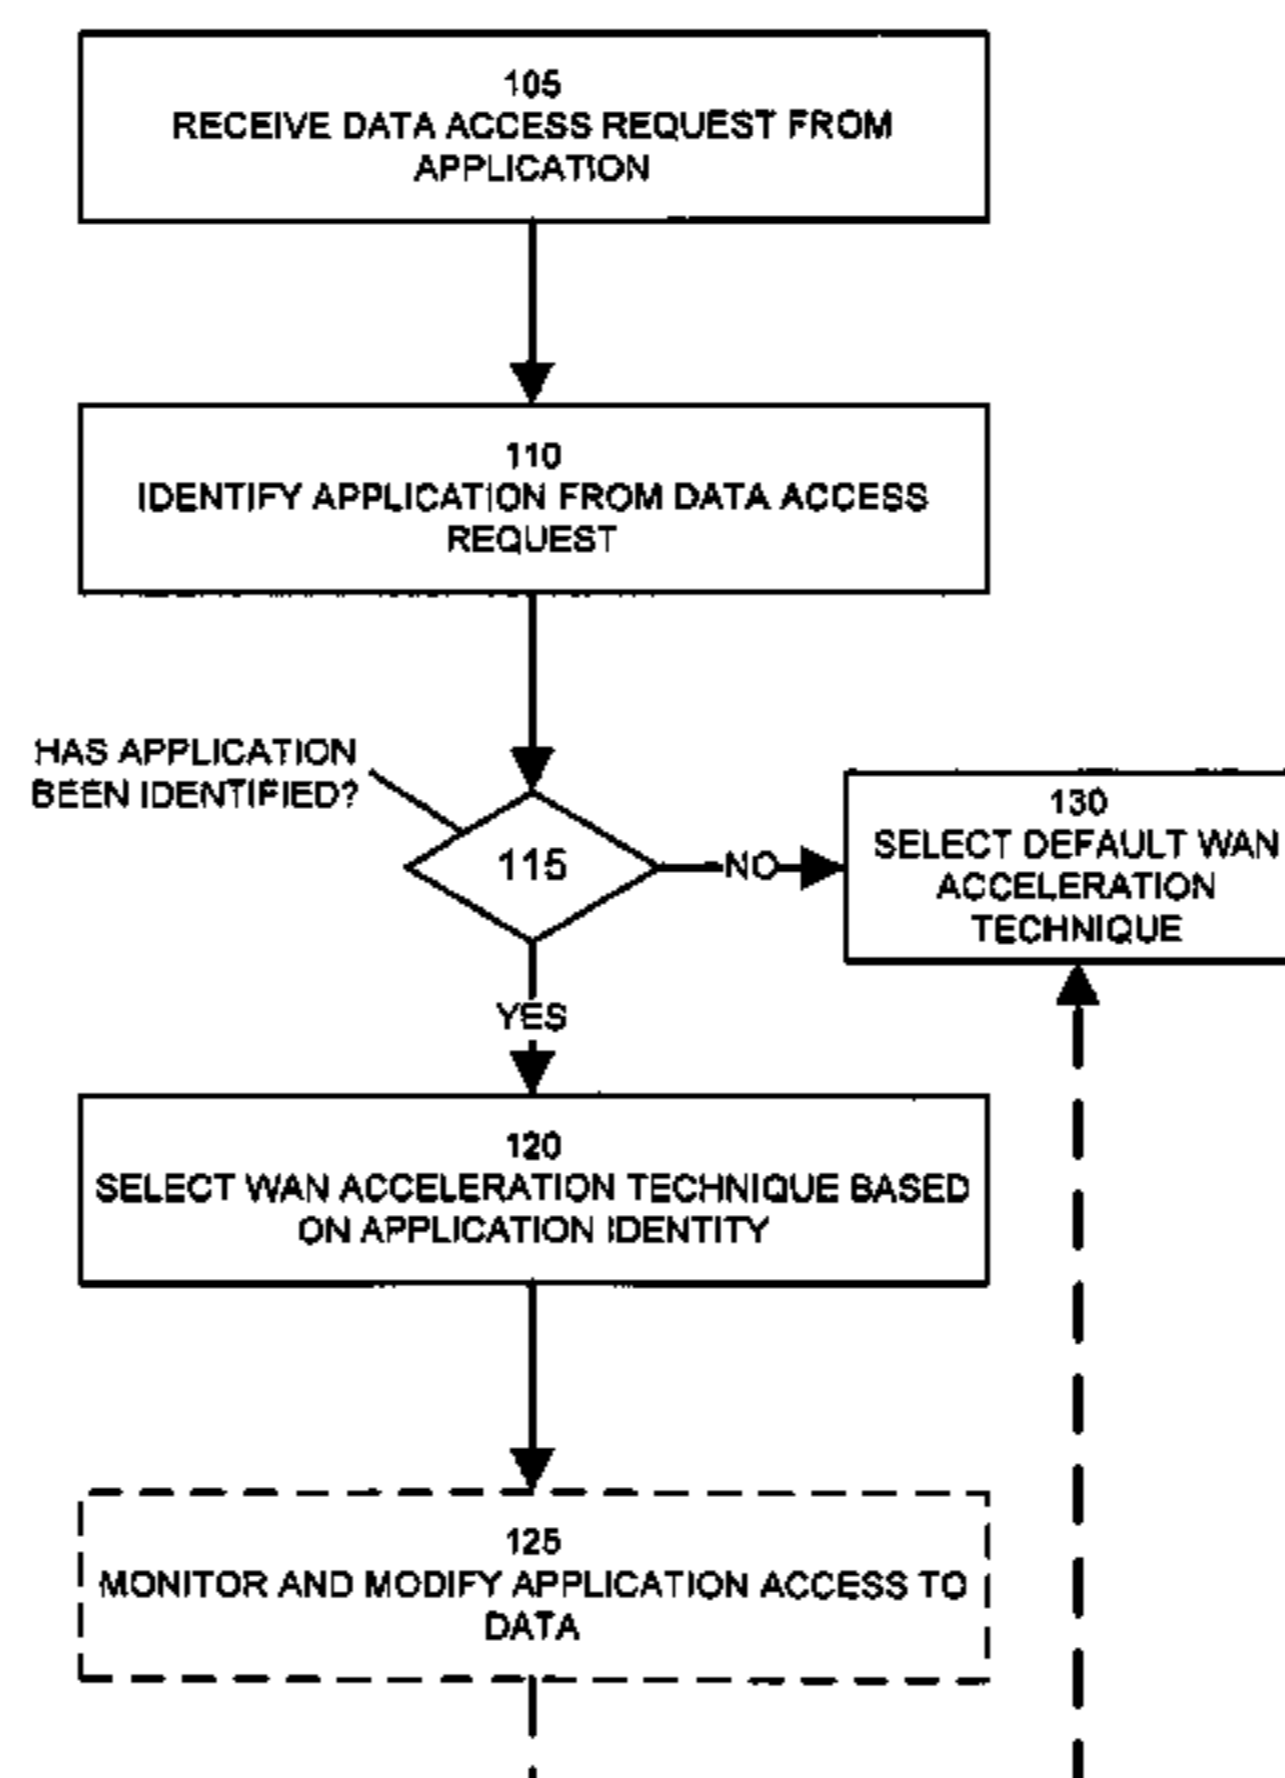 105
RECEIVE DATA ACCESS REQUEST FROM
APPLICATION
110
IDENTIFY APPLICATION FROM DATA ACCESS
REQUEST
HAS APPLICATION
BEEN IDENTIFIED?
115
NO
130
SELECT DEFAULT WAN
ACCELERATION
TECHNIQUE
YES
120
SELECT WAN ACCELERATION TECHNIQUE BASED
ON APPLICATION IDENTITY
125
MONITOR AND MODIFY APPLICATION ACCESS TO
DATA